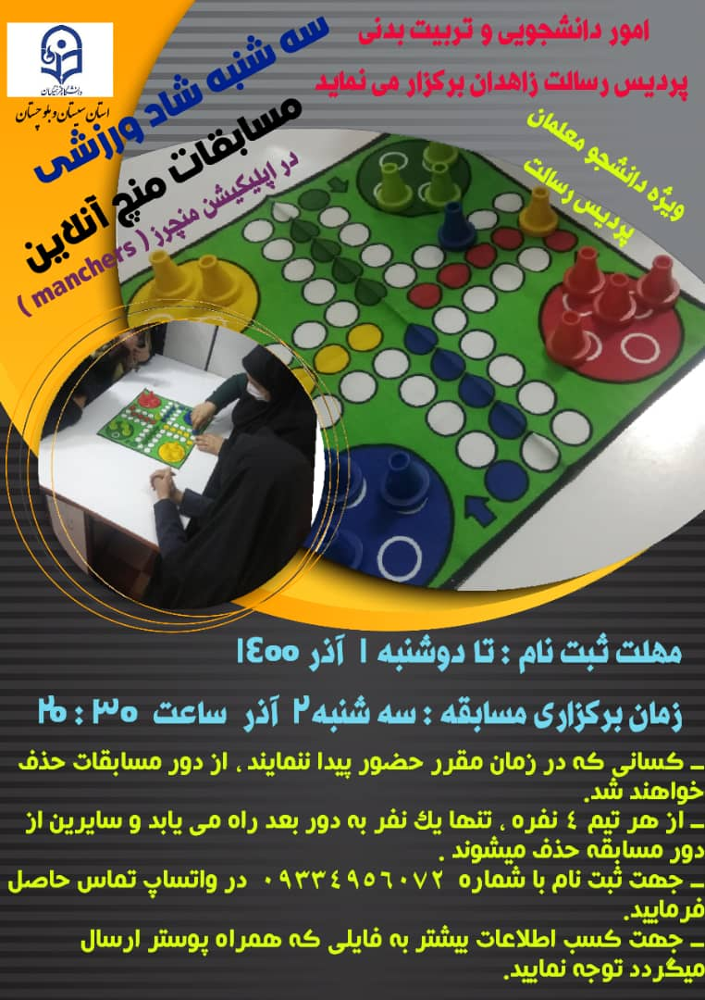 امور دانشجویی و تربیت بدنی
پردیس رسالت زاهدان برگزار می نماید
دانشگاه فرهنگیان
استان سیستان و بلوچستان
سه شنبه شاد ورزشی
مسابقات منچ آنلاین
در اپلیکیشن منچرز ( manchers )
ویژه دانشجو معلمان
پردیس رسالت
مهلت ثبت نام : تا دوشنبه ۱ آذر ۱۴۰۰
زمان برگزاری مسابقه : سه شنبه ۲ آذر ساعت ۲۰ : ۳۰
ـ کسانی که در زمان مقرر حضور پیدا ننمایند ، از دور مسابقات حذف
خواهند شد.
ـ از هر تیم ٤ نفره ، تنها یك نفر به دور بعد راه می یابد و سایرین از
دور مسابقه حذف میشوند .
ـ جهت ثبت نام با شماره ٠٩٣٣٤٩٥٦٠٧٢ در واتساپ تماس حاصل
فرمایید.
ـ جهت کسب اطلاعات بیشتر به فایلی که همراه پوستر ارسال
میگردد توجه نمایید.